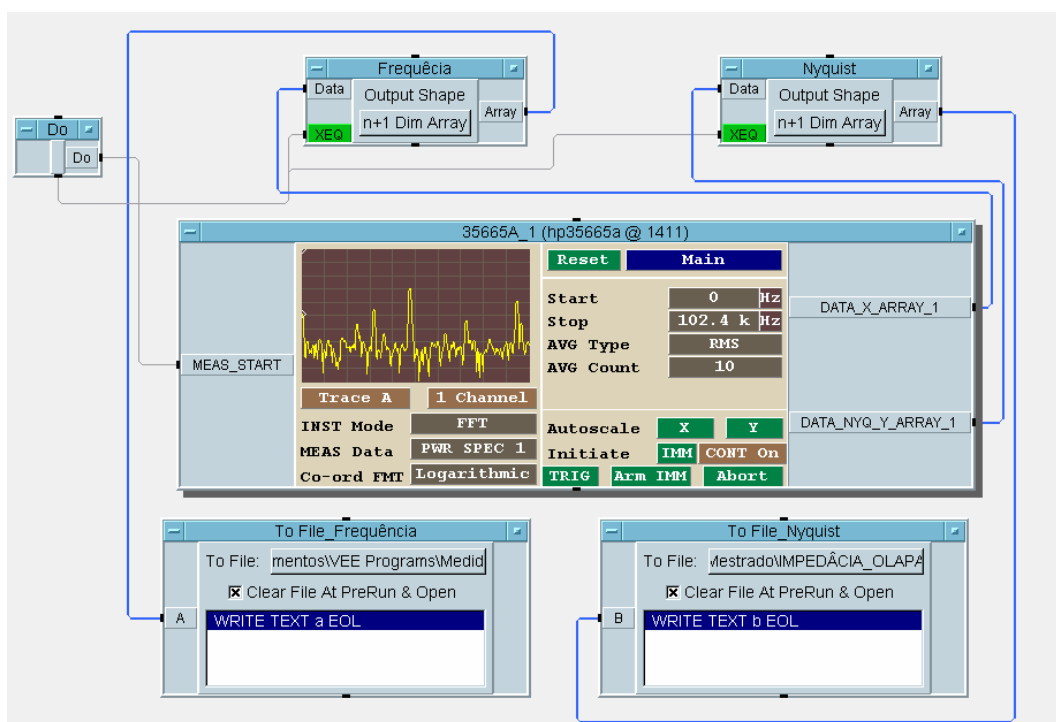 Frequêcia
Data
Output Shape
n+1 Dim Array
Array
XEQ
Nyquist
Data
Output Shape
n+1 Dim Array
Array
XEQ
Do
Do
35665A_1 (hp35665a @ 1411)
MEAS_START
Trace A
1 Channel
INST Mode FFT
MEAS Data PWR SPEC 1
Co-ord FMT Logarithmic
Reset Main
Start 0 Hz
Stop 102.4 k Hz
AVG Type RMS
AVG Count 10
Autoscale X Y
Initiate IMM CONT On
TRIG Arm IMM Abort
DATA_X_ARRAY_1
DATA_NYQ_Y_ARRAY_1
To File_Frequência
To File: mentos\VEE Programs\Medid
Clear File At PreRun & Open
A
WRITE TEXT a EOL
To File_Nyquist
To File: Mestrado\IMPEDÂCIA_OLAPA
Clear File At PreRun & Open
B
WRITE TEXT b EOL